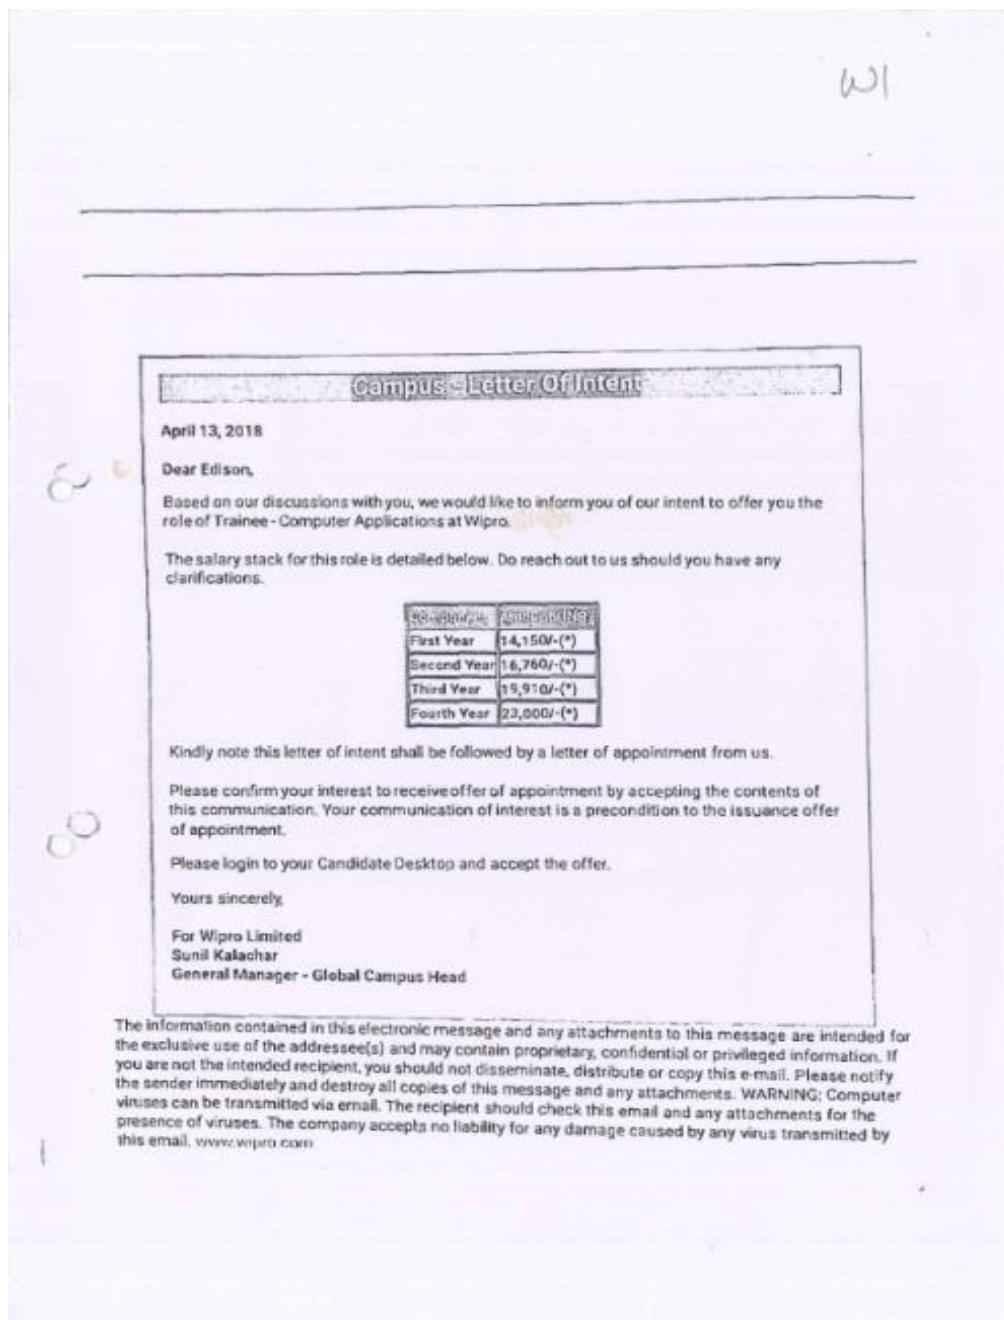 W1
Campus - Letter Of Intent
April 13, 2018
Dear Edison,
Based on our discussions with you, we would like to inform you of our intent to offer you the
role of Trainee - Computer Applications at Wipro.
The salary stack for this role is detailed below. Do reach out to us should you have any
clarifications.
First Year 14,150/-(*)
Second Year 16,760/-(*)
Third Year 19,910/-(*)
Fourth Year 23,000/-(*)
Kindly note this letter of intent shall be followed by a letter of appointment from us.
Please confirm your interest to receive offer of appointment by accepting the contents of
this communication. Your communication of interest is a precondition to the issuance offer
of appointment.
Please login to your Candidate Desktop and accept the offer.
Yours sincerely,
For Wipro Limited
Sunil Kalachar
General Manager - Global Campus Head
The information contained in this electronic message and any attachments to this message are intended for
the exclusive use of the addressee(s) and may contain proprietary, confidential or privileged information. If
you are not the intended recipient, you should not disseminate, distribute or copy this e-mail. Please notify
the sender immediately and destroy all copies of this message and any attachments. WARNING: Computer
viruses can be transmitted via email. The recipient should check this email and any attachments for the
presence of viruses. The company accepts no liability for any damage caused by any virus transmitted by
this email. www.wipro.com